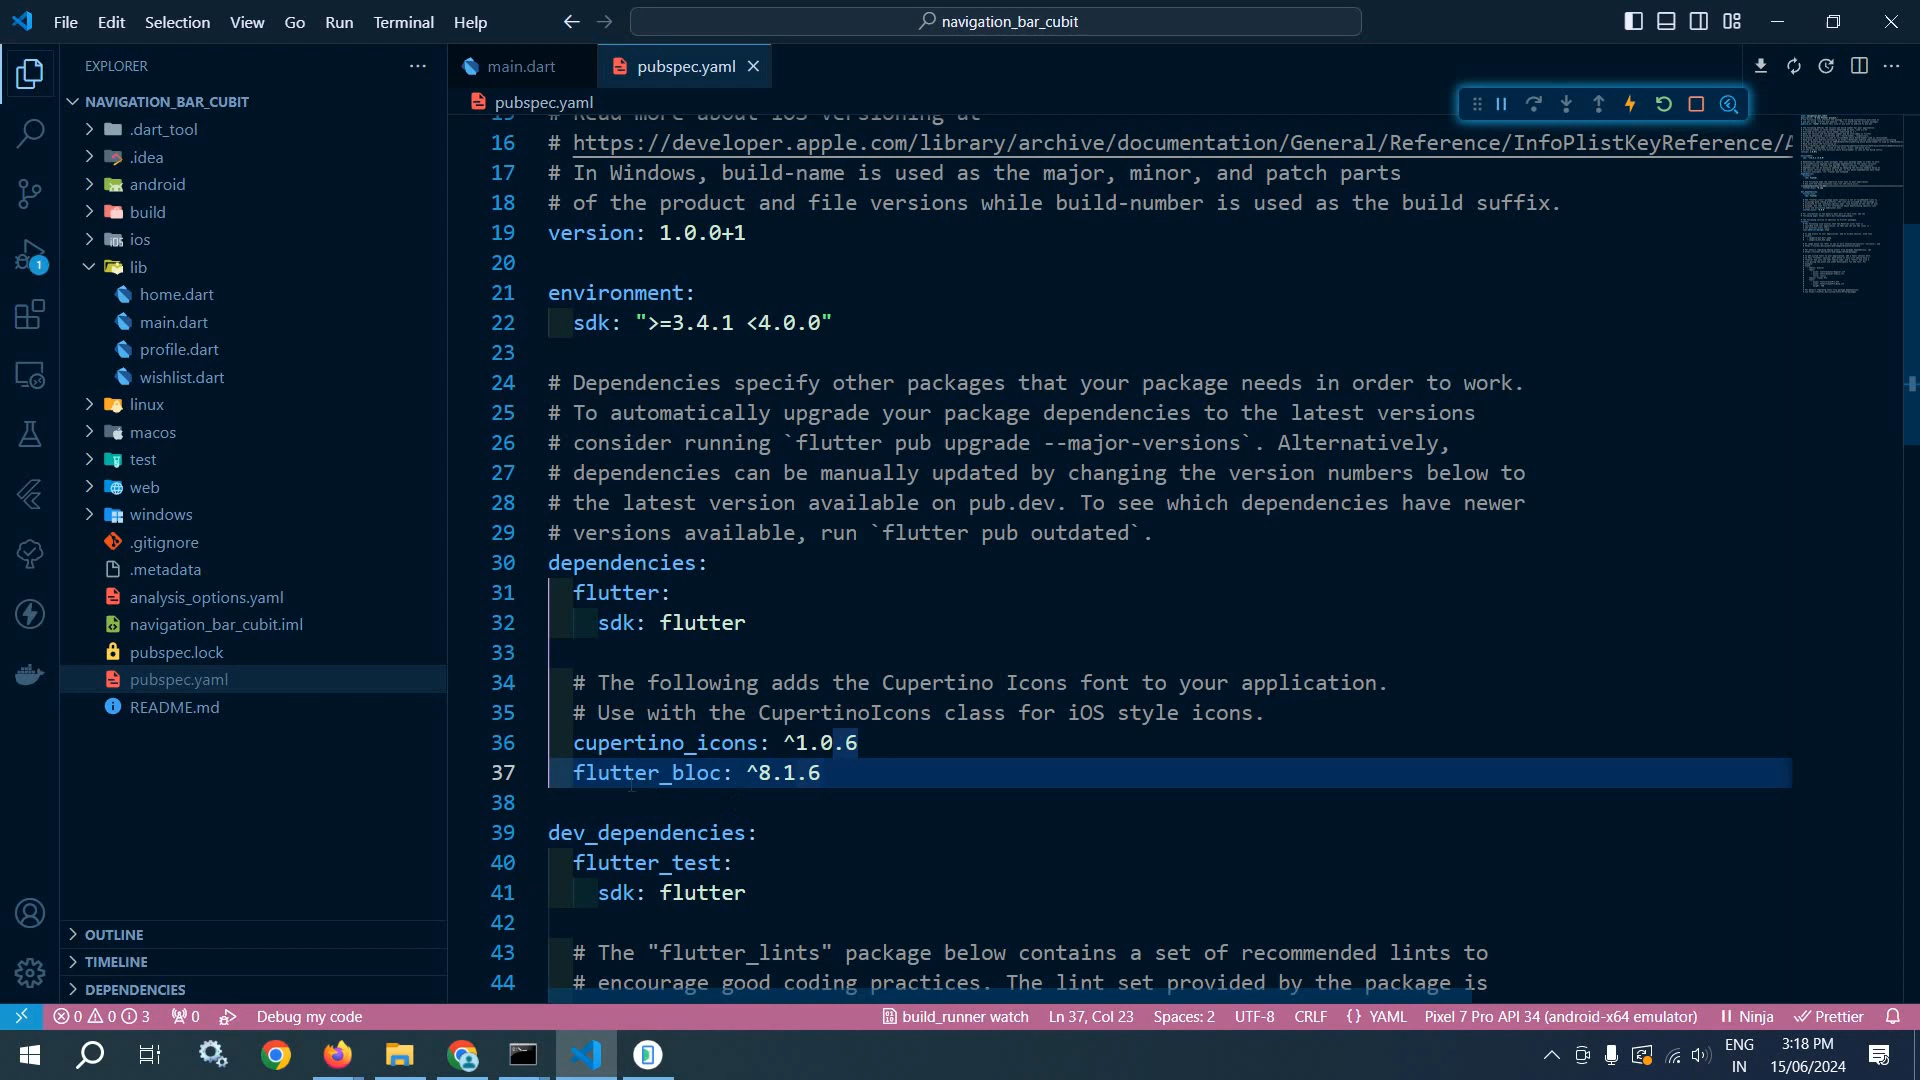 File Edit Selection View Go Run Terminal Help
navigation_bar_cubit
EXPLORER
NAVIGATION_BAR_CUBIT
.dart_tool
.idea
android
build
ios
lib
home.dart
main.dart
profile.dart
wishlist.dart
linux
macos
test
web
windows
.gitignore
.metadata
analysis_options.yaml
navigation_bar_cubit.iml
pubspec.lock
pubspec.yaml
README.md
OUTLINE
TIMELINE
DEPENDENCIES
1
main.dart
pubspec.yaml
pubspec.yaml
15 # Read more about iOS versioning at
16 # https://developer.apple.com/library/archive/documentation/General/Reference/InfoPlistKeyReference/A
17 # In Windows, build-name is used as the major, minor, and patch parts
18 # of the product and file versions while build-number is used as the build suffix.
19 version: 1.0.0+1
20
21 environment:
22 sdk: ">=3.4.1 <4.0.0"
23
24 # Dependencies specify other packages that your package needs in order to work.
25 # To automatically upgrade your package dependencies to the latest versions
26 # consider running `flutter pub upgrade --major-versions`. Alternatively,
27 # dependencies can be manually updated by changing the version numbers below to
28 # the latest version available on pub.dev. To see which dependencies have newer
29 # versions available, run `flutter pub outdated`.
30 dependencies:
31 flutter:
32 sdk: flutter
33
34 # The following adds the Cupertino Icons font to your application.
35 # Use with the CupertinoIcons class for iOS style icons.
36 cupertino_icons: ^1.0.6
37 flutter_bloc: ^8.1.6
38
39 dev_dependencies:
40 flutter_test:
41 sdk: flutter
42
43 # The "flutter_lints" package below contains a set of recommended lints to
44 # encourage good coding practices. The lint set provided by the package is
0 0 3 0 Debug my code build_runner watch Ln 37, Col 23 Spaces: 2 UTF-8 CRLF {} YAML Pixel 7 Pro API 34 (android-x64 emulator) Ninja Prettier
ENG
IN
3:18 PM
15/06/2024